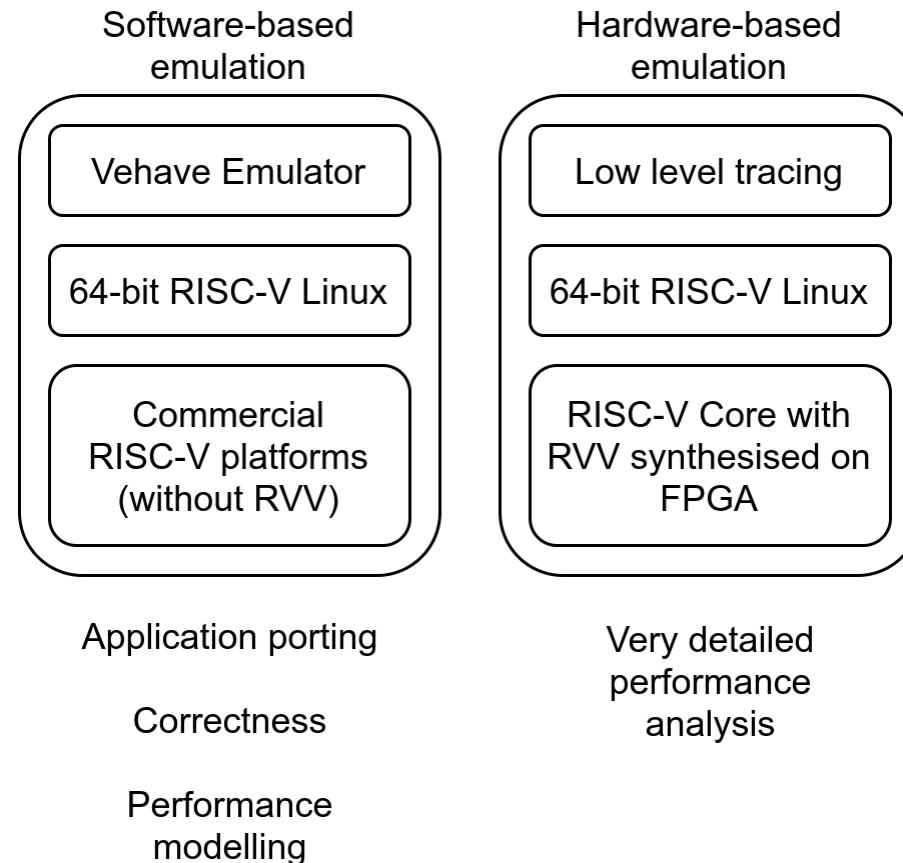 Software-based
emulation
Vehave Emulator
64-bit RISC-V Linux
Commercial
RISC-V platforms
(without RVV)
Application porting
Correctness
Performance
modelling
Hardware-based
emulation
Low level tracing
64-bit RISC-V Linux
RISC-V Core with
RVV synthesised on
FPGA
Very detailed
performance
analysis